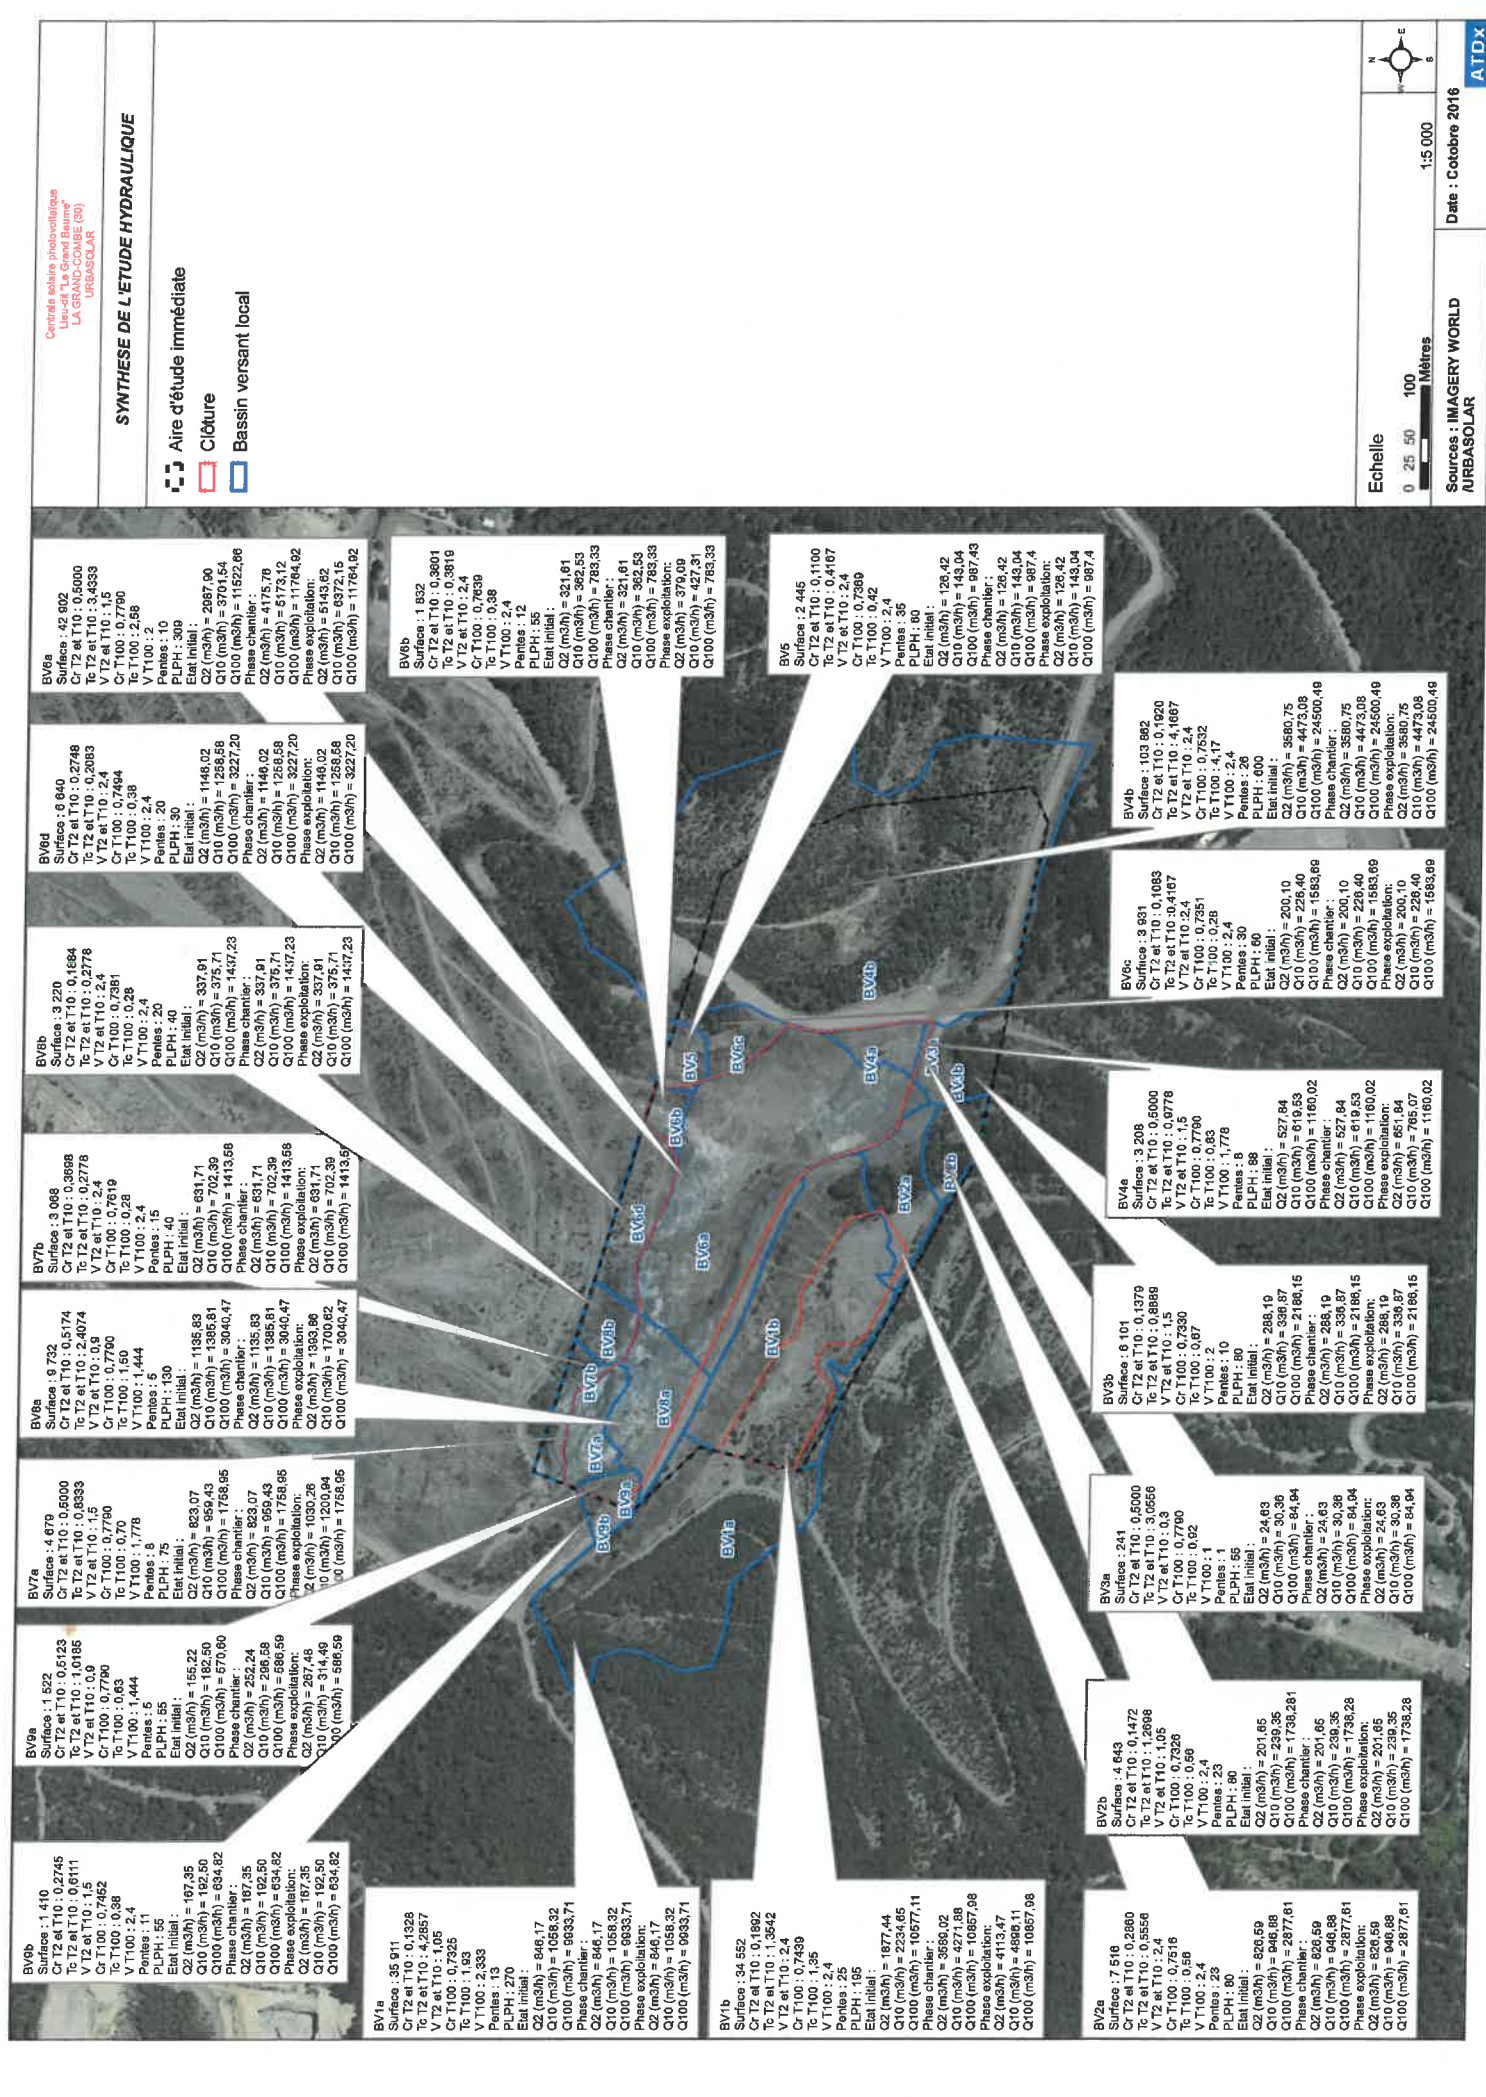 Centrale solaire photovoltaïque
Lieu-dit "Le Grand Baume"
LA GRAND-COMBE (30)
URBASOLAR
SYNTHESE DE L'ETUDE HYDRAULIQUE
Aire d'étude immédiate
Clôture
Bassin versant local
BV9b
Surface : 1 410
Cr T2 et T10 : 0,2745
Tc T2 et T10 : 0,6111
V T2 et T10 : 1,5
Cr T100 : 0,7452
Tc T100 : 0,38
V T100 : 2,4
Pentes : 11
PLPH : 55
Etat initial :
Q2 (m3/h) = 167,35
Q10 (m3/h) = 192,50
Q100 (m3/h) = 634,82
Phase chantier :
Q2 (m3/h) = 167,35
Q10 (m3/h) = 192,50
Q100 (m3/h) = 634,82
Phase exploitation:
Q2 (m3/h) = 167,35
Q10 (m3/h) = 192,50
Q100 (m3/h) = 634,82
BV9a
Surface : 1 522
Cr T2 et T10 : 0,5123
Tc T2 et T10 : 1,0185
V T2 et T10 : 0,9
Cr T100 : 0,7790
Tc T100 : 0,63
V T100 : 1,444
Pentes : 5
PLPH : 55
Etat initial :
Q2 (m3/h) = 155,22
Q10 (m3/h) = 182,50
Q100 (m3/h) = 570,60
Phase chantier :
Q2 (m3/h) = 252,24
Q10 (m3/h) = 296,58
Q100 (m3/h) = 586,59
Phase exploitation:
Q2 (m3/h) = 267,48
Q10 (m3/h) = 314,49
00 (m3/h) = 586,59
BV7a
Surface : 4 679
Cr T2 et T10 : 0,5000
Tc T2 et T10 : 0,8333
V T2 et T10 : 1,5
Cr T100 : 0,7790
Tc T100 : 0,70
V T100 : 1,778
Pentes : 8
PLPH : 75
Etat initial :
Q2 (m3/h) = 823,07
Q10 (m3/h) = 959,43
Q100 (m3/h) = 1758,95
Phase chantier :
Q2 (m3/h) = 823,07
Q10 (m3/h) = 959,43
Q100 (m3/h) = 1758,95
Phase exploitation:
2 (m3/h) = 1030,26
10 (m3/h) = 1200,94
00 (m3/h) = 1758,95
BV8a
Surface : 9 732
Cr T2 et T10 : 0,5174
Tc T2 et T10 : 2,4074
V T2 et T10 : 0,9
Cr T100 : 0,7790
Tc T100 : 1,50
V T100 : 1,444
Pentes : 5
PLPH : 130
Etat initial :
Q2 (m3/h) = 1135,83
Q10 (m3/h) = 1385,81
Q100 (m3/h) = 3040,47
Phase chantier :
Q2 (m3/h) = 1135,83
Q10 (m3/h) = 1385,81
Q100 (m3/h) = 3040,47
Phase exploitation:
Q2 (m3/h) = 1393,86
Q10 (m3/h) = 1700,62
Q100 (m3/h) = 3040,47
BV7b
Surface : 3 068
Cr T2 et T10 : 0,3698
Tc T2 et T10 : 0,2778
V T2 et T10 : 2,4
Cr T100 : 0,7619
Tc T100 : 0,28
V T100 : 2,4
Pentes : 15
PLPH : 40
Etat initial :
Q2 (m3/h) = 631,71
Q10 (m3/h) = 702,39
Q100 (m3/h) = 1413,58
Phase chantier :
Q2 (m3/h) = 631,71
Q10 (m3/h) = 702,39
Q100 (m3/h) = 1413,58
Phase exploitation:
Q2 (m3/h) = 631,71
Q10 (m3/h) = 702,39
Q100 (m3/h) = 1413,5
BV8b
Surface : 3 220
Cr T2 et T10 : 0,1884
Tc T2 et T10 : 0,2778
V T2 et T10 : 2,4
Cr T100 : 0,7381
Tc T100 : 0,28
V T100 : 2,4
Pentes : 20
PLPH : 40
Etat initial :
Q2 (m3/h) = 337,91
Q10 (m3/h) = 375,71
Q100 (m3/h) = 1437,23
Phase chantier :
Q2 (m3/h) = 337,91
Q10 (m3/h) = 375,71
Q100 (m3/h) = 1437,23
Phase exploitation:
Q2 (m3/h) = 337,91
Q10 (m3/h) = 375,71
Q100 (m3/h) = 1437,23
BV6d
Surface : 6 640
Cr T2 et T10 : 0,2748
Tc T2 et T10 : 0,2083
V T2 et T10 : 2,4
Cr T100 : 0,7494
Tc T100 : 0,38
V T100 : 2,4
Pentes : 20
PLPH : 30
Etat initial :
Q2 (m3/h) = 1146,02
Q10 (m3/h) = 1258,58
Q100 (m3/h) = 3227,20
Phase chantier :
Q2 (m3/h) = 1146,02
Q10 (m3/h) = 1258,58
Q100 (m3/h) = 3227,20
Phase exploitation:
Q2 (m3/h) = 1146,02
Q10 (m3/h) = 1258,58
Q100 (m3/h) = 3227,20
BV6a
Surface : 42 902
Cr T2 et T10 : 0,5000
Tc T2 et T10 : 3,4333
V T2 et T10 : 1,5
Cr T100 : 0,7790
Tc T100 : 2,58
V T100 : 2
Pentes : 10
PLPH : 309
Etat initial :
Q2 (m3/h) = 2987,90
Q10 (m3/h) = 3701,54
Q100 (m3/h) = 11522,66
Phase chantier :
Q2 (m3/h) = 4175,78
Q10 (m3/h) = 5173,12
Q100 (m3/h) = 11764,92
Phase exploitation:
Q2 (m3/h) = 5143,62
Q10 (m3/h) = 6372,15
Q100 (m3/h) = 11764,92
BV6b
Surface : 1 832
Cr T2 et T10 : 0,3601
Tc T2 et T10 : 0,3819
V T2 et T10 : 2,4
Cr T100 : 0,7639
Tc T100 : 0,38
V T100 : 2,4
Pentes : 12
PLPH : 55
Etat initial :
Q2 (m3/h) = 321,61
Q10 (m3/h) = 362,53
Q100 (m3/h) = 783,33
Phase chantier :
Q2 (m3/h) = 321,61
Q10 (m3/h) = 362,53
Q100 (m3/h) = 783,33
Phase exploitation:
Q2 (m3/h) = 379,09
Q10 (m3/h) = 427,31
Q100 (m3/h) = 783,33
BV5
Surface : 2 445
Cr T2 et T10 : 0,1100
Tc T2 et T10 : 0,4167
V T2 et T10 : 2,4
Cr T100 : 0,7369
Tc T100 : 0,42
V T100 : 2,4
Pentes : 35
PLPH : 60
Etat initial :
Q2 (m3/h) = 126,42
Q10 (m3/h) = 143,04
Q100 (m3/h) = 987,43
Phase chantier :
Q2 (m3/h) = 126,42
Q10 (m3/h) = 143,04
Q100 (m3/h) = 987,4
Phase exploitation:
Q2 (m3/h) = 126,42
Q10 (m3/h) = 143,04
Q100 (m3/h) = 987,4
BV1a
Surface : 35 911
Cr T2 et T10 : 0,1328
Tc T2 et T10 : 4,2857
V T2 et T10 : 1,05
Cr T100 : 0,7325
Tc T100 : 1,93
V T100 : 2,333
Pentes : 13
PLPH : 270
Etat initial :
Q2 (m3/h) = 846,17
Q10 (m3/h) = 1058,32
Q100 (m3/h) = 9933,71
Phase chantier :
Q2 (m3/h) = 846,17
Q10 (m3/h) = 1058,32
Q100 (m3/h) = 9933,71
Phase exploitation:
Q2 (m3/h) = 846,17
Q10 (m3/h) = 1058,32
Q100 (m3/h) = 9933,71
BV1b
Surface : 34 552
Cr T2 et T10 : 0,1892
Tc T2 et T10 : 1,3542
V T2 et T10 : 2,4
Cr T100 : 0,7439
Tc T100 : 1,35
V T100 : 2,4
Pentes : 25
PLPH : 195
Etat initial :
Q2 (m3/h) = 1877,44
Q10 (m3/h) = 2234,65
Q100 (m3/h) = 10577,11
Phase chantier :
Q2 (m3/h) = 3589,02
Q10 (m3/h) = 4271,88
Q100 (m3/h) = 10857,98
Phase exploitation:
Q2 (m3/h) = 4113,47
Q10 (m3/h) = 4896,11
Q100 (m3/h) = 10857,98
BV9b
BV9a
BV7a
BV7b
BV8a
BV8b
BV6d
BV6a
BV6b
BV5
BV6c
BV1a
BV1b
BV2a
BV2b
BV4a
BV4b
BV3a
BV3b
BV2a
Surface : 7 516
Cr T2 et T10 : 0,2860
Tc T2 et T10 : 0,5556
V T2 et T10 : 2,4
Cr T100 : 0,7516
Tc T100 : 0,56
V T100 : 2,4
Pentes : 23
PLPH : 80
Etat initial :
Q2 (m3/h) = 826,59
Q10 (m3/h) = 946,88
Q100 (m3/h) = 2877,61
Phase chantier :
Q2 (m3/h) = 826,59
Q10 (m3/h) = 946,88
Q100 (m3/h) = 2877,61
Phase exploitation:
Q2 (m3/h) = 826,59
Q10 (m3/h) = 946,88
Q100 (m3/h) = 2877,61
BV2b
Surface : 4 643
Cr T2 et T10 : 0,1472
Tc T2 et T10 : 1,2698
V T2 et T10 : 1,05
Cr T100 : 0,7326
Tc T100 : 0,56
V T100 : 2,4
Pentes : 23
PLPH : 80
Etat initial :
Q2 (m3/h) = 201,65
Q10 (m3/h) = 239,35
Q100 (m3/h) = 1738,281
Phase chantier :
Q2 (m3/h) = 201,65
Q10 (m3/h) = 239,35
Q100 (m3/h) = 1738,28
Phase exploitation:
Q2 (m3/h) = 201,65
Q10 (m3/h) = 239,35
Q100 (m3/h) = 1738,28
BV3a
Surface : 241
Cr T2 et T10 : 0,5000
Tc T2 et T10 : 3,0556
V T2 et T10 : 0,3
Cr T100 : 0,7790
Tc T100 : 0,92
V T100 : 1
Pentes : 1
PLPH : 55
Etat initial :
Q2 (m3/h) = 24,63
Q10 (m3/h) = 30,36
Q100 (m3/h) = 84,94
Phase chantier :
Q2 (m3/h) = 24,63
Q10 (m3/h) = 30,36
Q100 (m3/h) = 84,94
Phase exploitation:
Q2 (m3/h) = 24,63
Q10 (m3/h) = 30,36
Q100 (m3/h) = 84,94
BV3b
Surface : 6 101
Cr T2 et T10 : 0,1379
Tc T2 et T10 : 0,8889
V T2 et T10 : 1,5
Cr T100 : 0,7330
Tc T100 : 0,67
V T100 : 2
Pentes : 10
PLPH : 80
Etat initial :
Q2 (m3/h) = 288,19
Q10 (m3/h) = 336,87
Q100 (m3/h) = 2186,15
Phase chantier :
Q2 (m3/h) = 288,19
Q10 (m3/h) = 336,87
Q100 (m3/h) = 2186,15
Phase exploitation:
Q2 (m3/h) = 288,19
Q10 (m3/h) = 336,87
Q100 (m3/h) = 2186,15
BV4a
Surface : 3 208
Cr T2 et T10 : 0,5000
Tc T2 et T10 : 0,9778
V T2 et T10 : 1,5
Cr T100 : 0,7790
Tc T100 : 0,83
V T100 : 1,778
Pentes : 8
PLPH : 88
Etat initial :
Q2 (m3/h) = 527,84
Q10 (m3/h) = 619,53
Q100 (m3/h) = 1160,02
Phase chantier :
Q2 (m3/h) = 527,84
Q10 (m3/h) = 619,53
Q100 (m3/h) = 1160,02
Phase exploitation:
Q2 (m3/h) = 651,84
Q10 (m3/h) = 765,07
Q100 (m3/h) = 1160,02
BV6c
Surface : 3 931
Cr T2 et T10 : 0,1083
Tc T2 et T10 :0,4167
V T2 et T10 :2,4
Cr T100 : 0,7351
Tc T100 : 0,28
V T100 : 2,4
Pentes : 30
PLPH : 60
Etat initial :
Q2 (m3/h) = 200,10
Q10 (m3/h) = 226,40
Q100 (m3/h) = 1583,69
Phase chantier :
Q2 (m3/h) = 200,10
Q10 (m3/h) = 226,40
Q100 (m3/h) = 1583,69
Phase exploitation:
Q2 (m3/h) = 200,10
Q10 (m3/h) = 226,40
Q100 (m3/h) = 1583,69
BV4b
Surface : 103 862
Cr T2 et T10 : 0,1920
Tc T2 et T10 : 4,1667
V T2 et T10 : 2,4
Cr T100 : 0,7532
Tc T100 : 4,17
V T100 : 2,4
Pentes : 26
PLPH : 600
Etat initial :
Q2 (m3/h) = 3580,75
Q10 (m3/h) = 4473,08
Q100 (m3/h) = 24500,49
Phase chantier :
Q2 (m3/h) = 3580,75
Q10 (m3/h) = 4473,08
Q100 (m3/h) = 24500,49
Phase exploitation:
Q2 (m3/h) = 3580,75
Q10 (m3/h) = 4473,08
Q100 (m3/h) = 24500,49
N
W E
S
Echelle
1:5 000
0 25 50 100
Mètres
Sources : IMAGERY WORLD
/URBASOLAR
Date : Cotobre 2016
ATDx